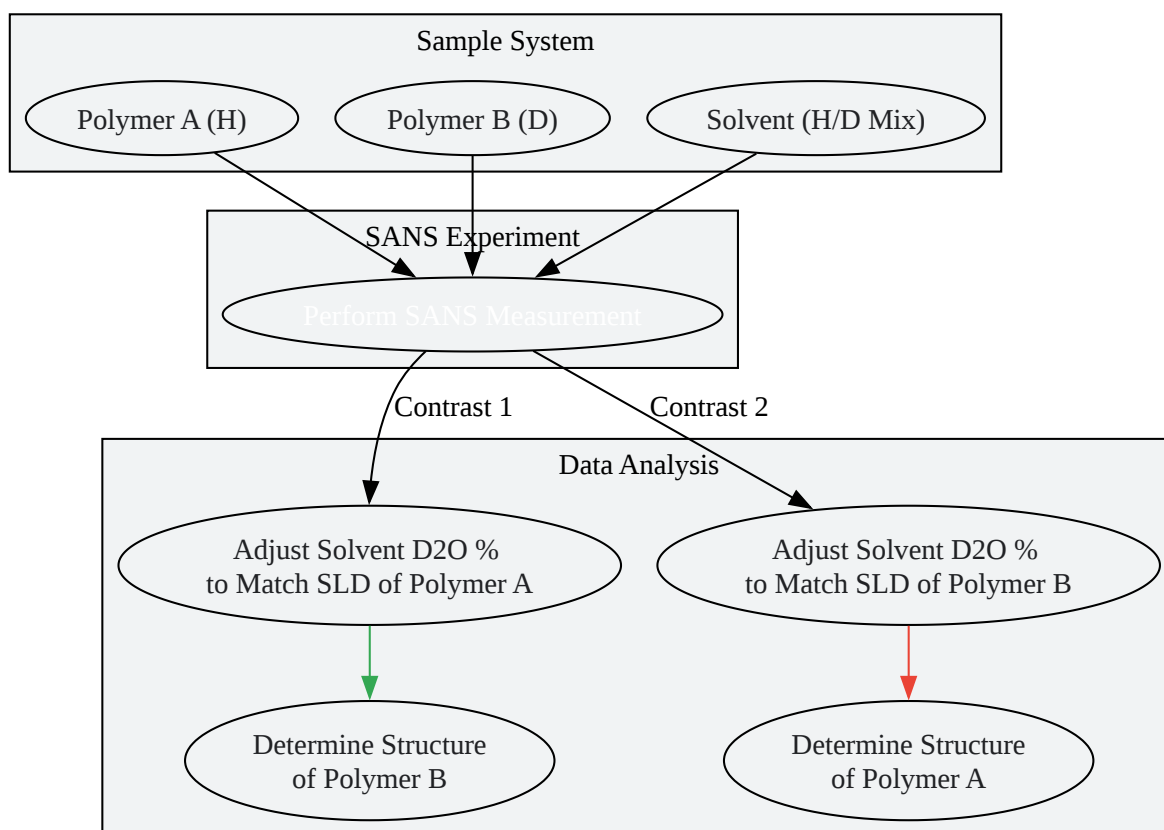 Sample System
Polymer A (H)
Polymer B (D)
Solvent (H/D Mix)
SANS Experiment
Perform SANS Measurement
Contrast 1
Contrast 2
Data Analysis
Adjust Solvent D2O %
to Match SLD of Polymer A
Adjust Solvent D2O %
to Match SLD of Polymer B
Determine Structure
of Polymer B
Determine Structure
of Polymer A